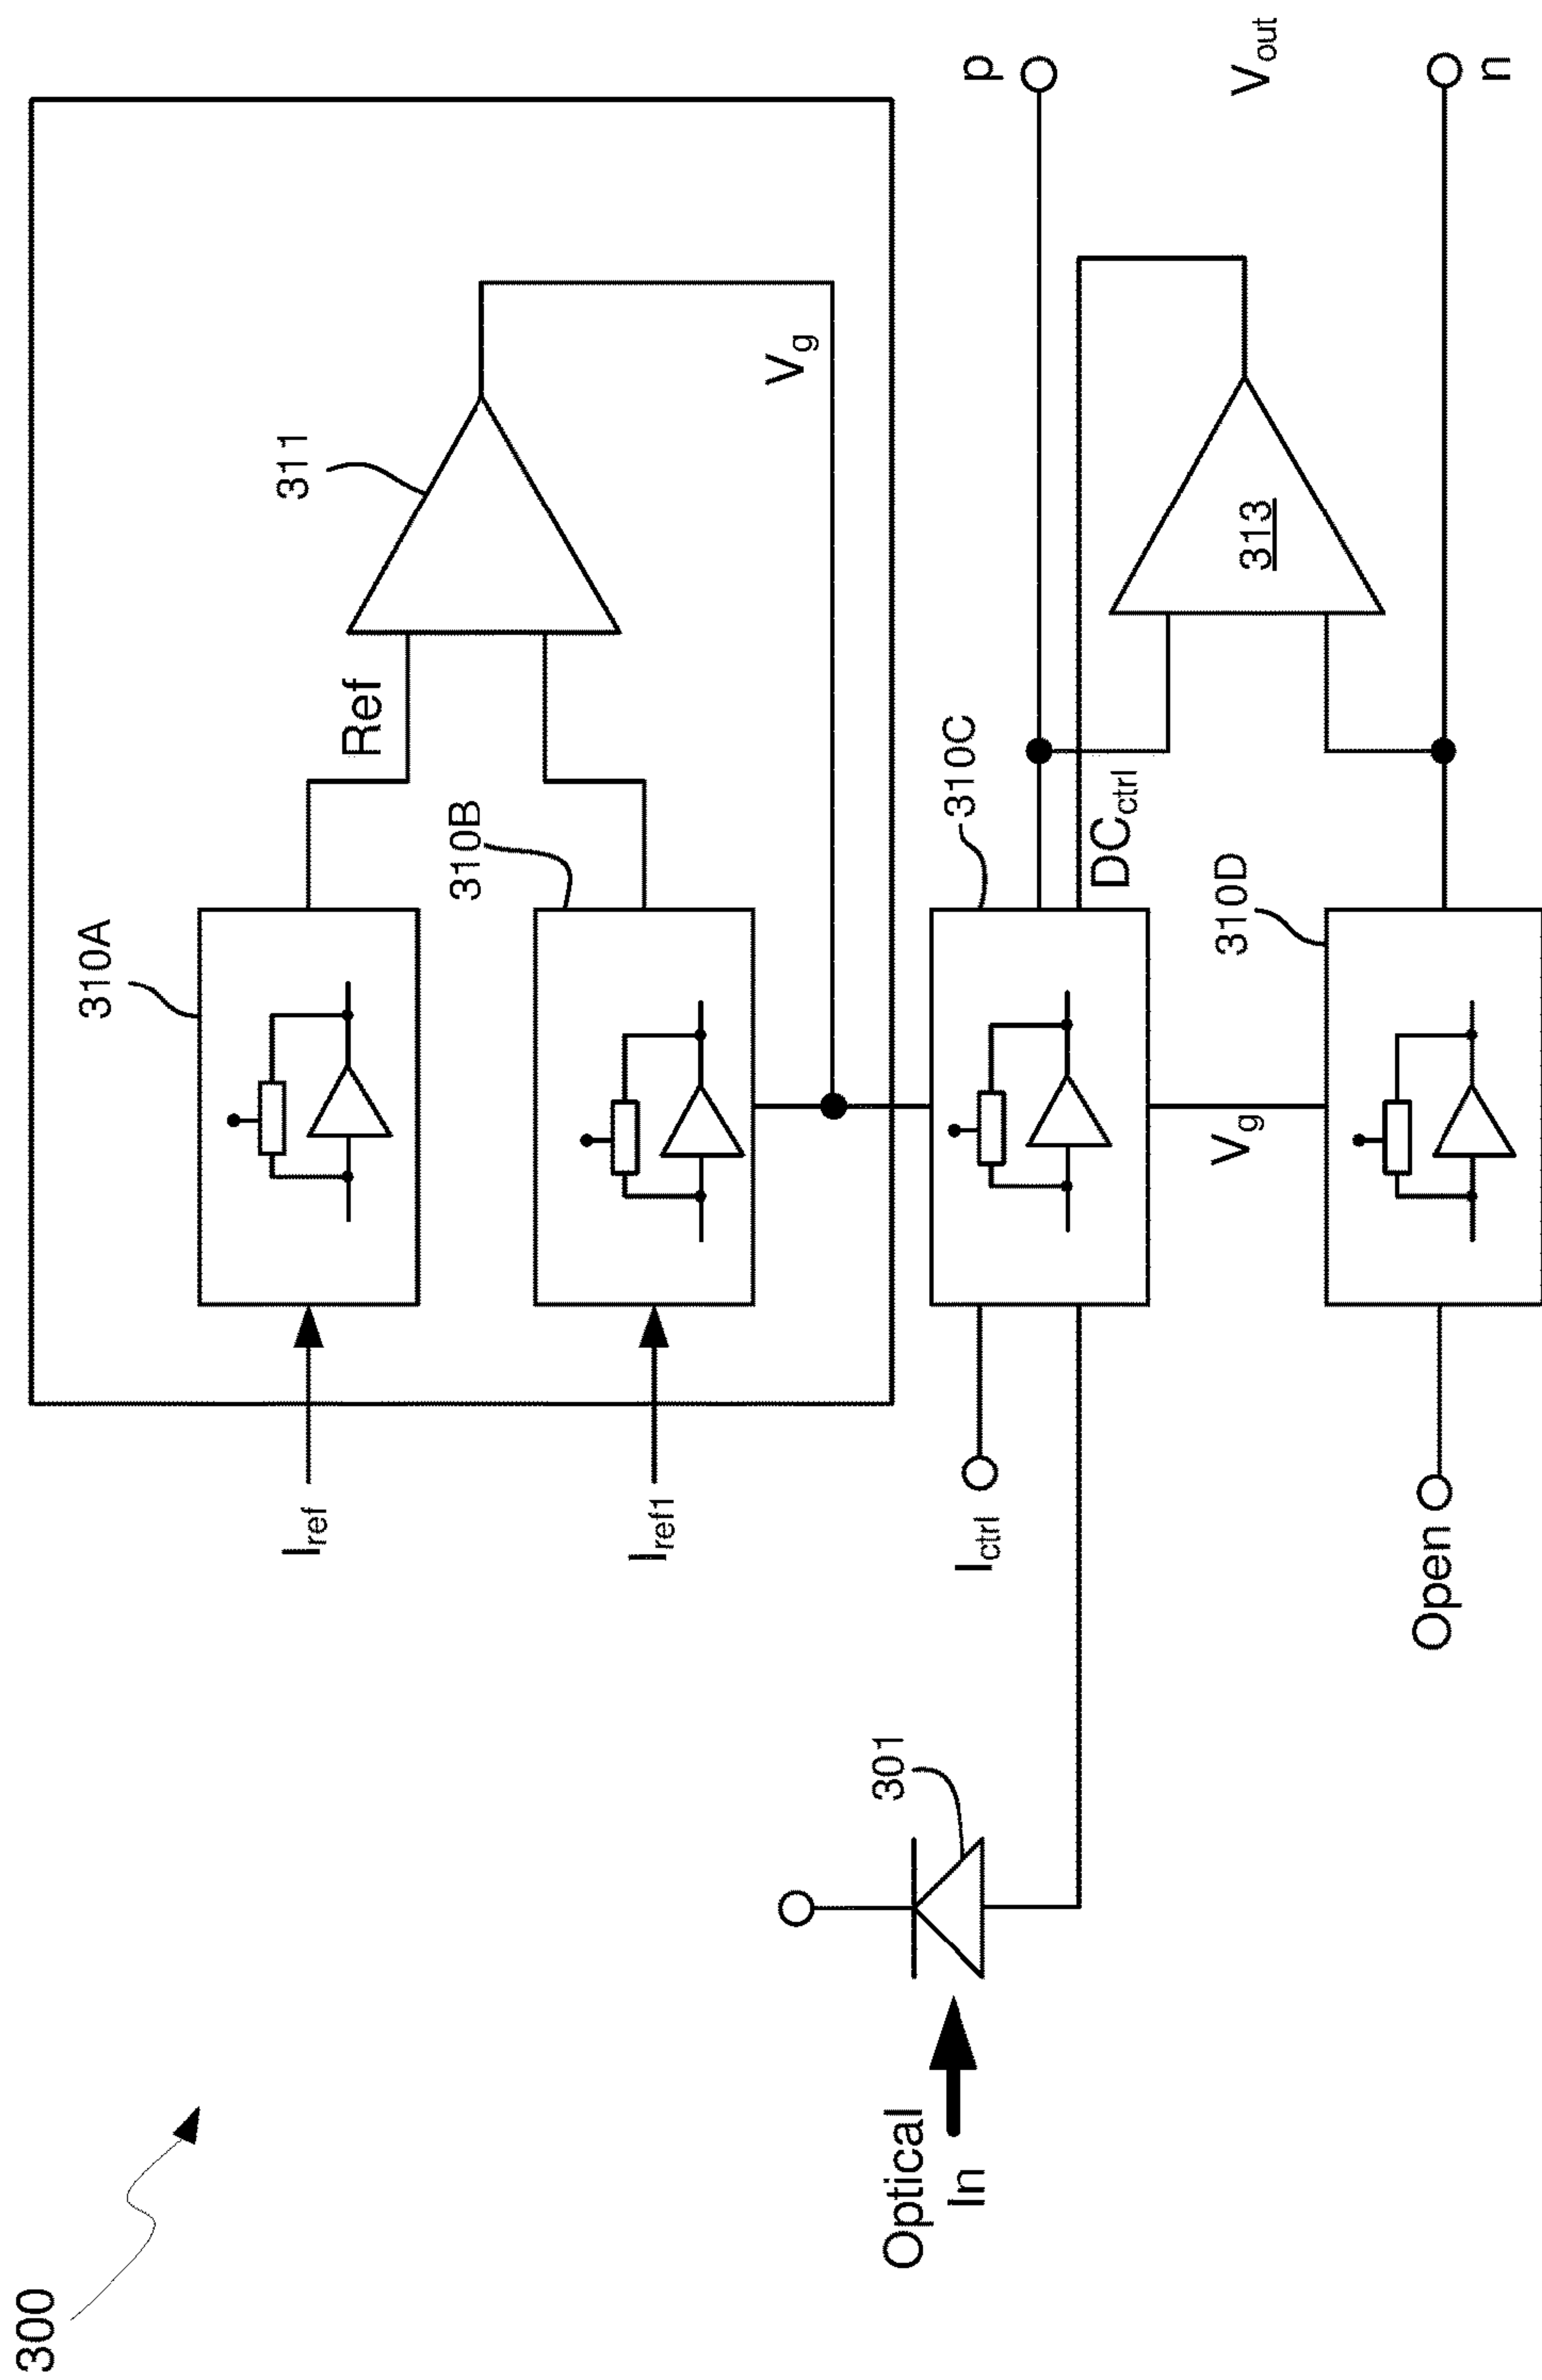 300
310A
I_ref
Ref
311
310B
I_ref1
V_g
Optical
In
301
I_ctrl
310C
p
DC_ctrl
313
V_out
V_g
310D
Open
n